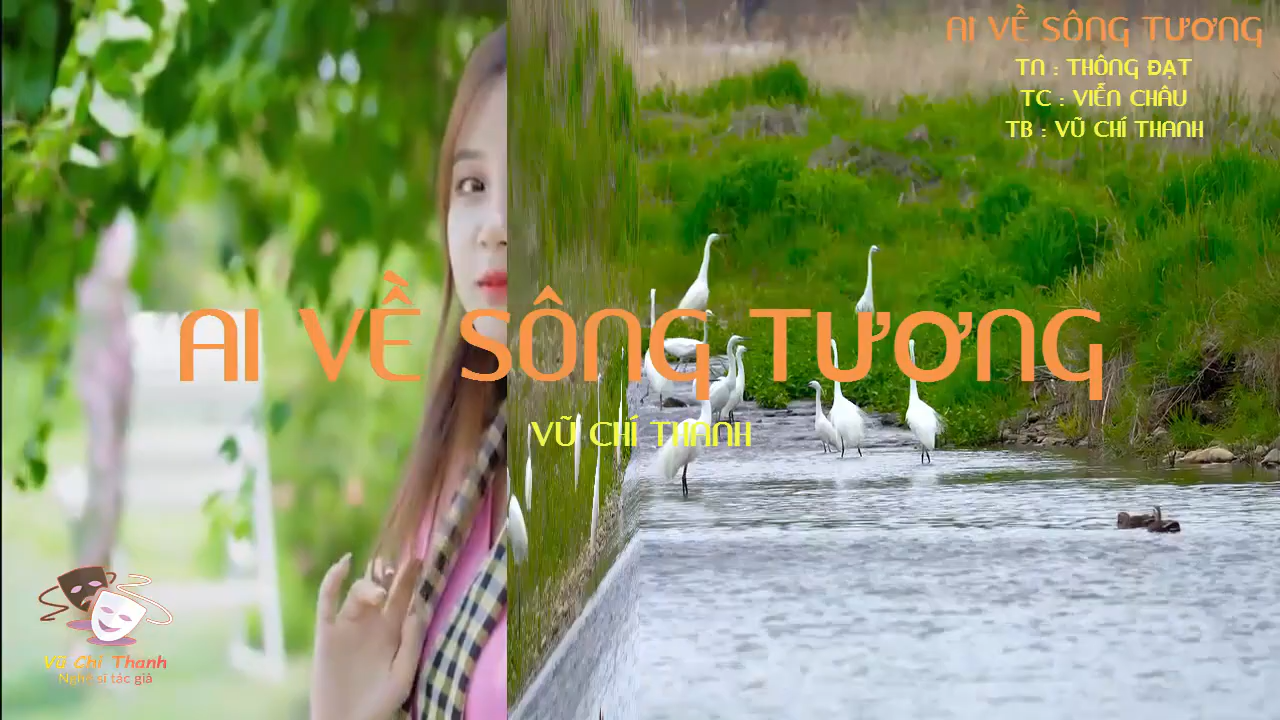 AI VỀ SÔNG TƯƠNG
TN : THÔNG ĐẠT
TC : VIỄN CHÂU
TB : VŨ CHÍ THANH
AI VỀ SÔNG TƯƠNG
VŨ CHÍ THANH
Vũ Chí Thanh
Nghệ sĩ tác giả